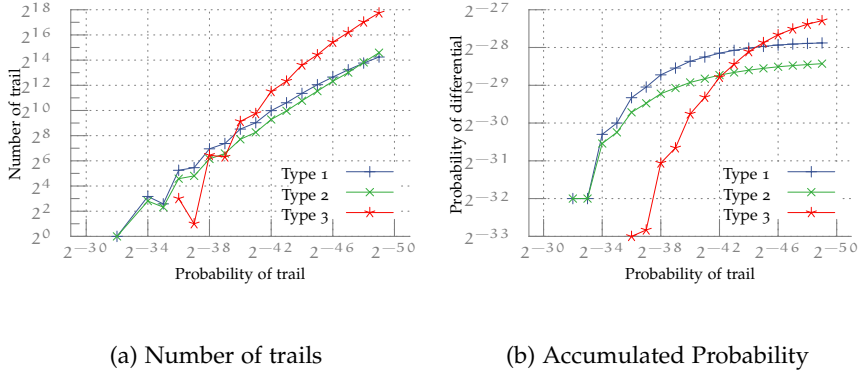 2^18
2^16
2^14
2^12
2^10
2^8
2^6
2^4
2^2
2^0
Number of trail
2^−30
2^−34
2^−38
2^−42
2^−46
2^−50
Probability of trail
Type 1
Type 2
Type 3
(a) Number of trails
2^−27
2^−28
2^−29
2^−30
2^−31
2^−32
2^−33
Probability of differential
2^−30
2^−34
2^−38
2^−42
2^−46
2^−50
Probability of trail
Type 1
Type 2
Type 3
(b) Accumulated Probability